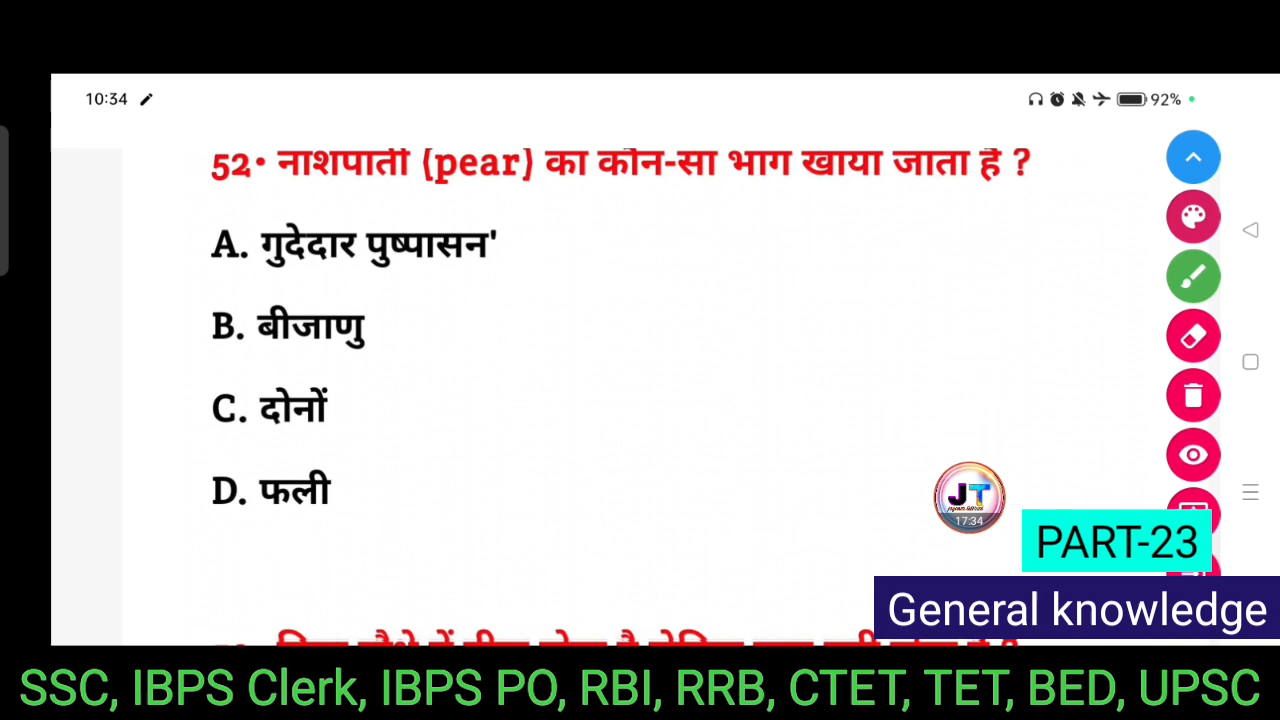 10:34
92%
52• नाशपाती (pear) का कौन-सा भाग खाया जाता है ?
A. गुदेदार पुष्पासन'
B. बीजाणु
C. दोनों
D. फली
JT
17:34
PART-23
General knowledge
SSC, IBPS Clerk, IBPS PO, RBI, RRB, CTET, TET, BED, UPSC